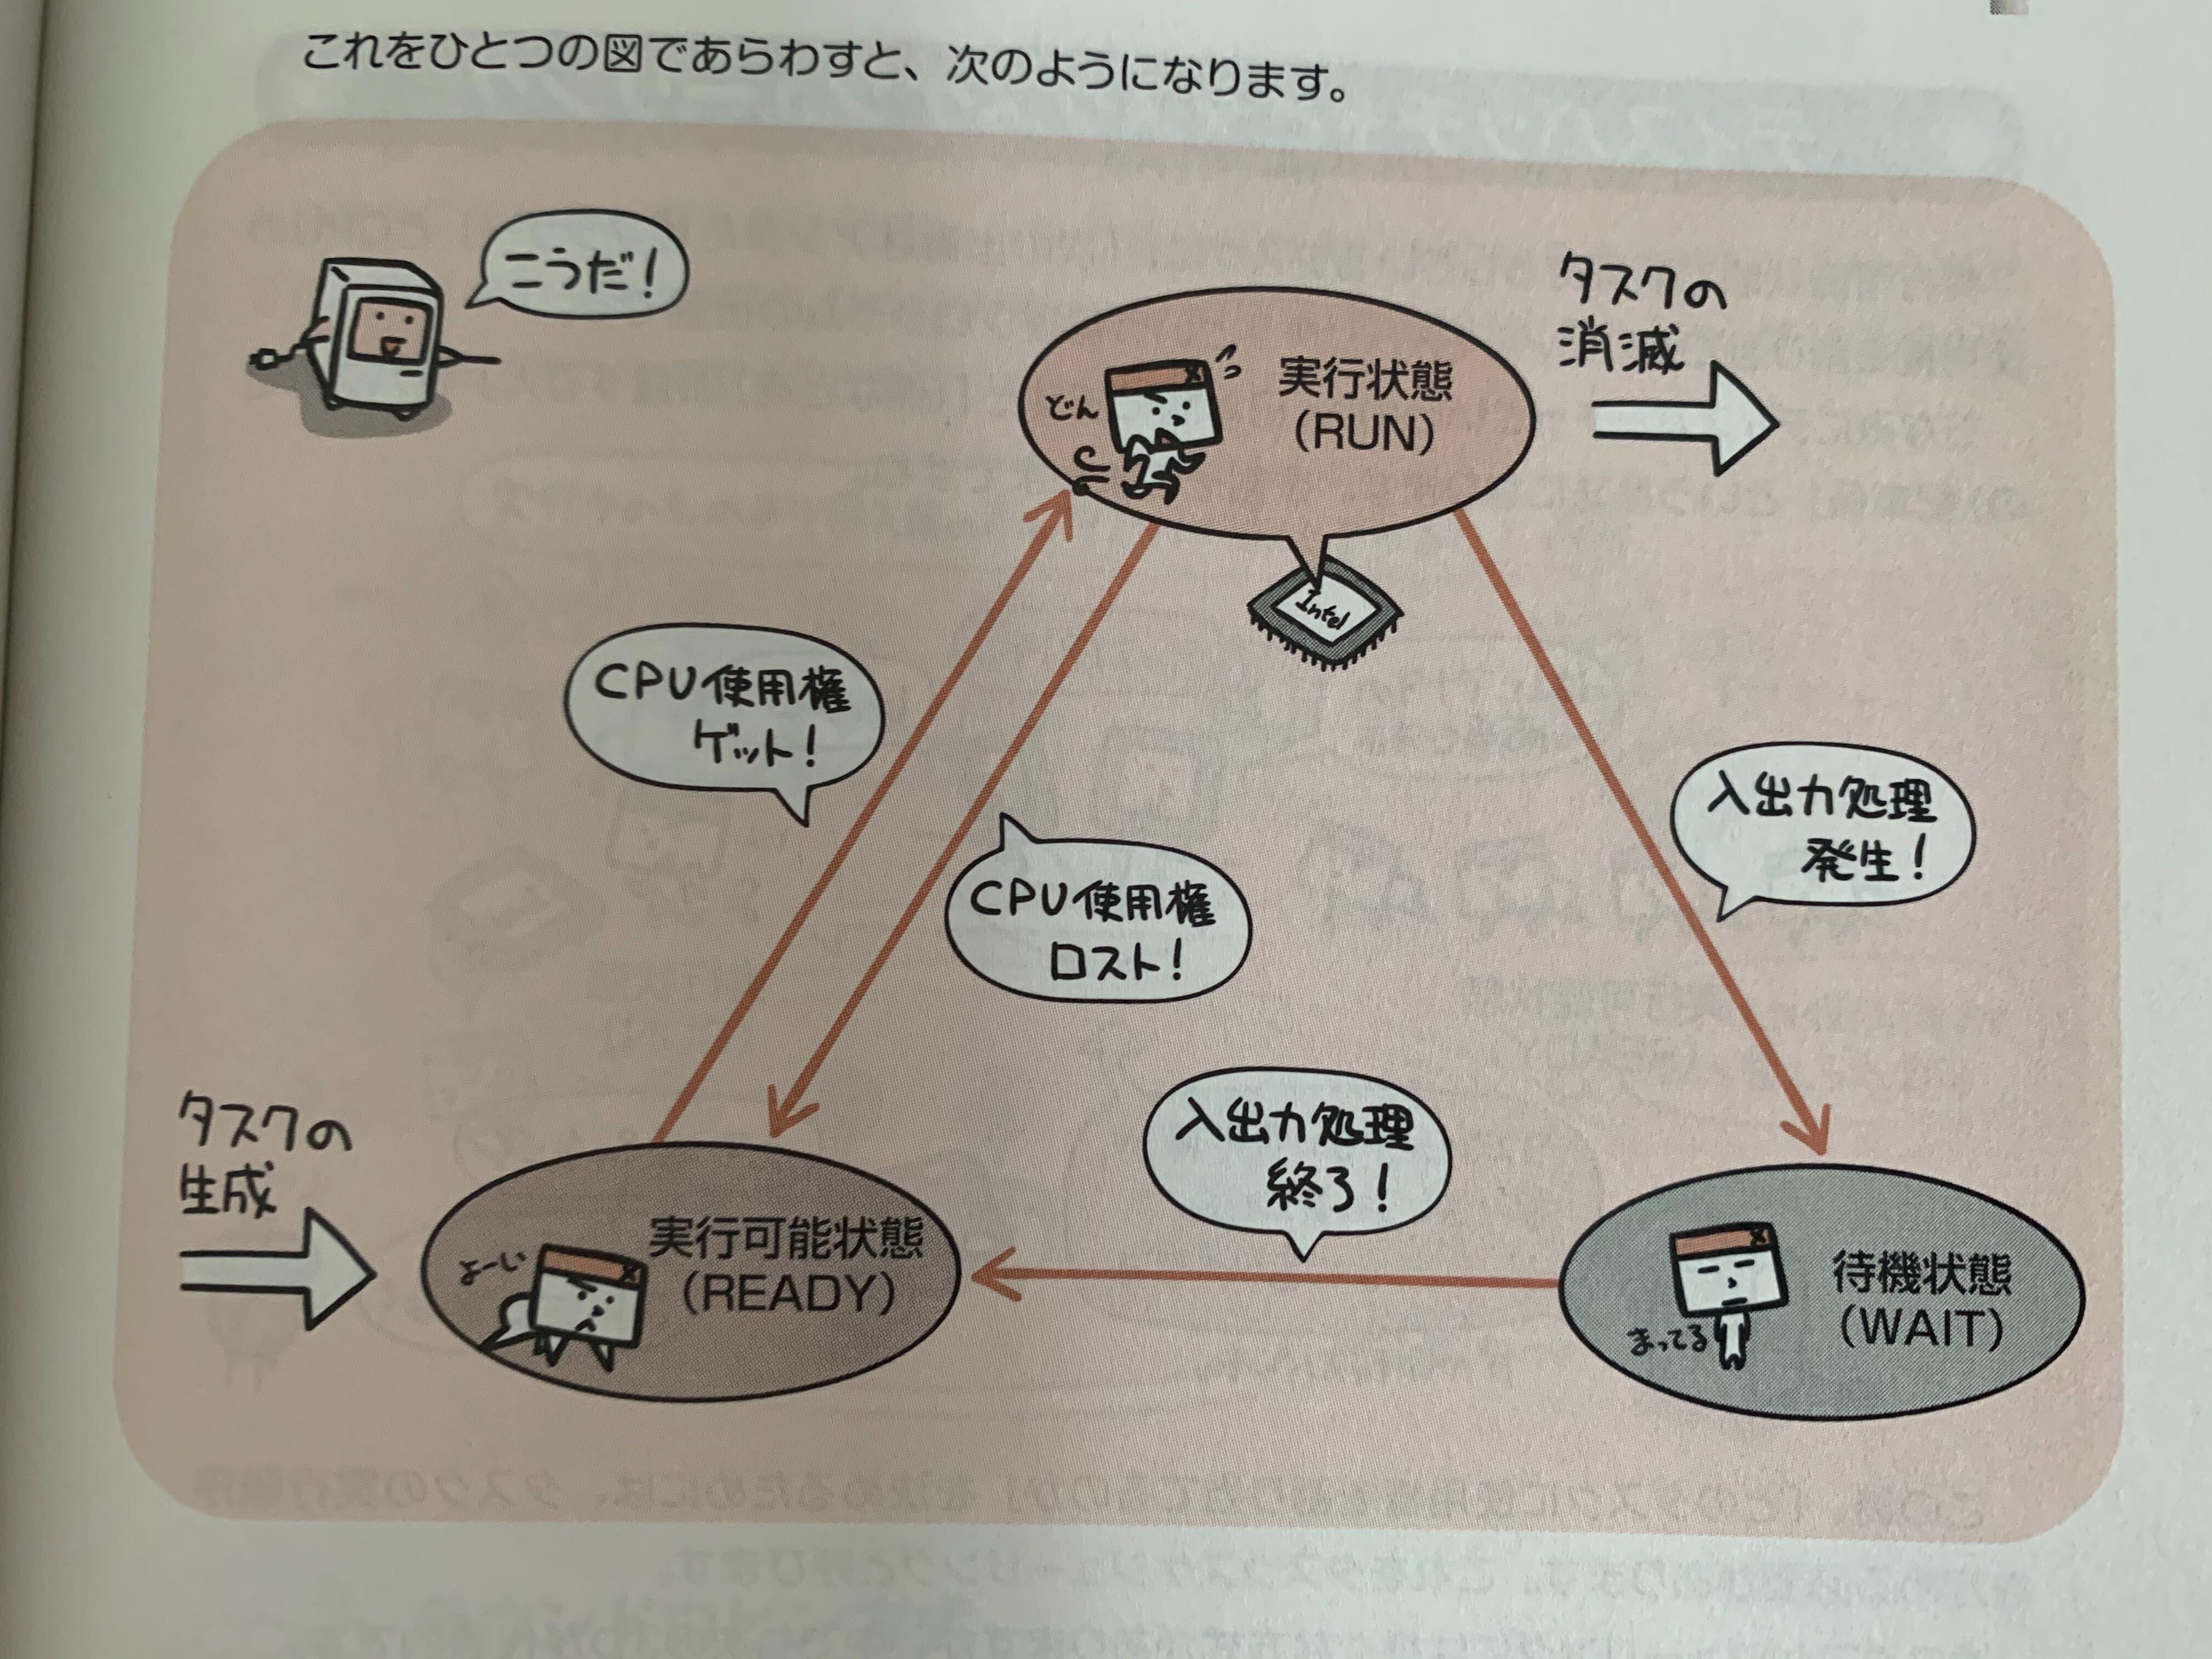 これをひとつの図であらわすと、次のようになります。
こうだ!
タスクの
消滅
どん
実行状態
(RUN)
Intel
CPU使用権
ゲット!
CPU使用権
ロスト!
入出力処理
発生!
入出力処理
終了!
タスクの
生成
よーい
実行可能状態
(READY)
まってる
待機状態
(WAIT)